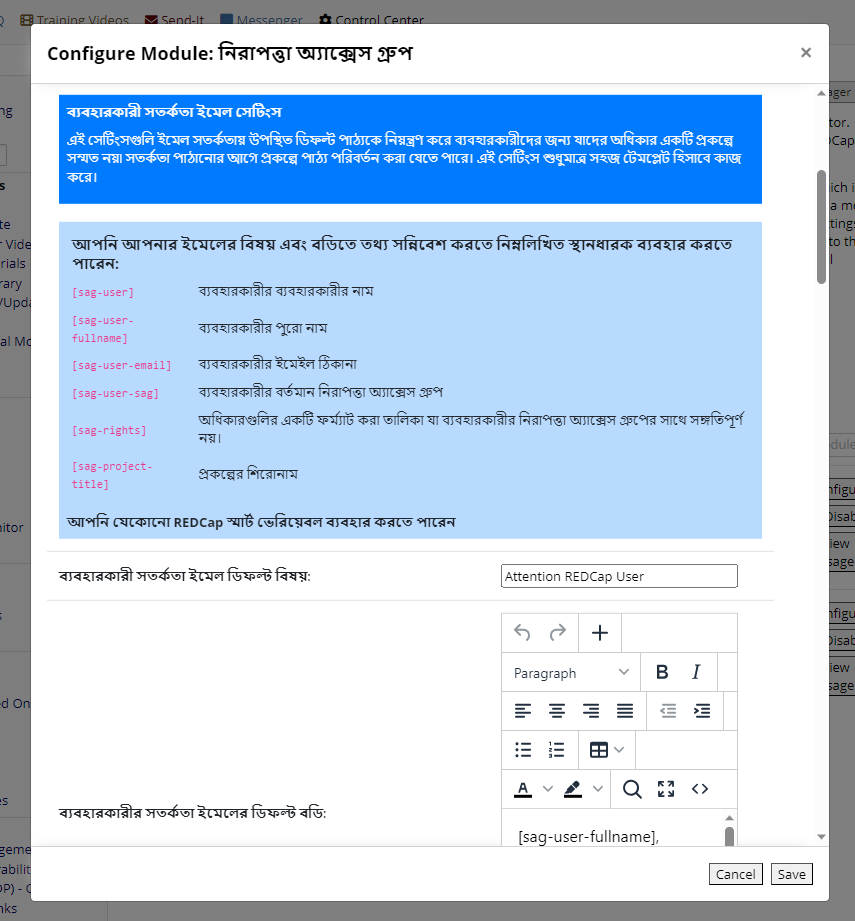 Training Videos Send-It Messenger Control Center
Configure Module: নিরাপত্তা অ্যাক্সেস গ্রুপ
×
ব্যবহারকারী সতর্কতা ইমেল সেটিংস
এই সেটিংসগুলি ইমেল সতর্কতায় উপস্থিত ডিফল্ট পাঠ্যকে নিয়ন্ত্রণ করে ব্যবহারকারীদের জন্য যাদের অধিকার একটি প্রকল্পে
সম্মত নয়। সতর্কতা পাঠানোর আগে প্রকল্পে পাঠ্য পরিবর্তন করা যেতে পারে। এই সেটিংস শুধুমাত্র সহজ টেমপ্লেট হিসাবে কাজ
করে।
আপনি আপনার ইমেলের বিষয় এবং বডিতে তথ্য সন্নিবেশ করতে নিম্নলিখিত স্থানধারক ব্যবহার করতে
পারেন:
[sag-user] ব্যবহারকারীর ব্যবহারকারীর নাম
[sag-user-
fullname] ব্যবহারকারীর পুরো নাম
[sag-user-email] ব্যবহারকারীর ইমেইল ঠিকানা
[sag-user-sag] ব্যবহারকারীর বর্তমান নিরাপত্তা অ্যাক্সেস গ্রুপ
[sag-rights] অধিকারগুলির একটি ফর্ম্যাট করা তালিকা যা ব্যবহারকারীর নিরাপত্তা অ্যাক্সেস গ্রুপের সাথে সঙ্গতিপূর্ণ
নয়।
[sag-project-
title] প্রকল্পের শিরোনাম
আপনি যেকোনো REDCap স্মার্ট ভেরিয়েবল ব্যবহার করতে পারেন
ব্যবহারকারী সতর্কতা ইমেল ডিফল্ট বিষয়: Attention REDCap User
Paragraph B I
A
ব্যবহারকারীর সতর্কতা ইমেলের ডিফল্ট বডি:
[sag-user-fullname],
Cancel Save